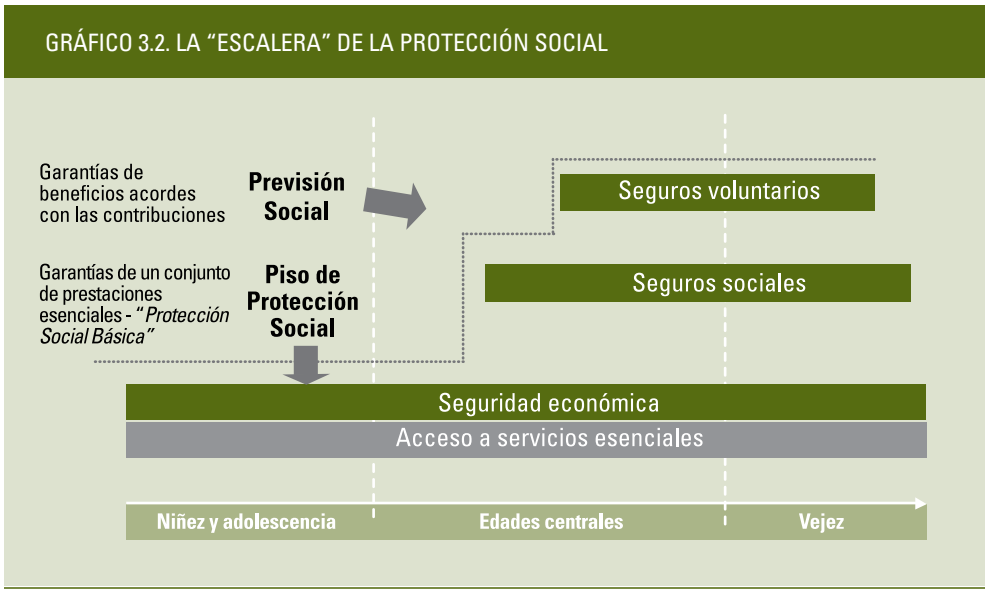 GRÁFICO 3.2. LA “ESCALERA” DE LA PROTECCIÓN SOCIAL
Garantías de
beneficios acordes
con las contribuciones
Previsión
Social
Seguros voluntarios
Garantías de un conjunto
de prestaciones
esenciales - “Protección
Social Básica”
Piso de
Protección
Social
Seguros sociales
Seguridad económica
Acceso a servicios esenciales
Niñez y adolescencia
Edades centrales
Vejez